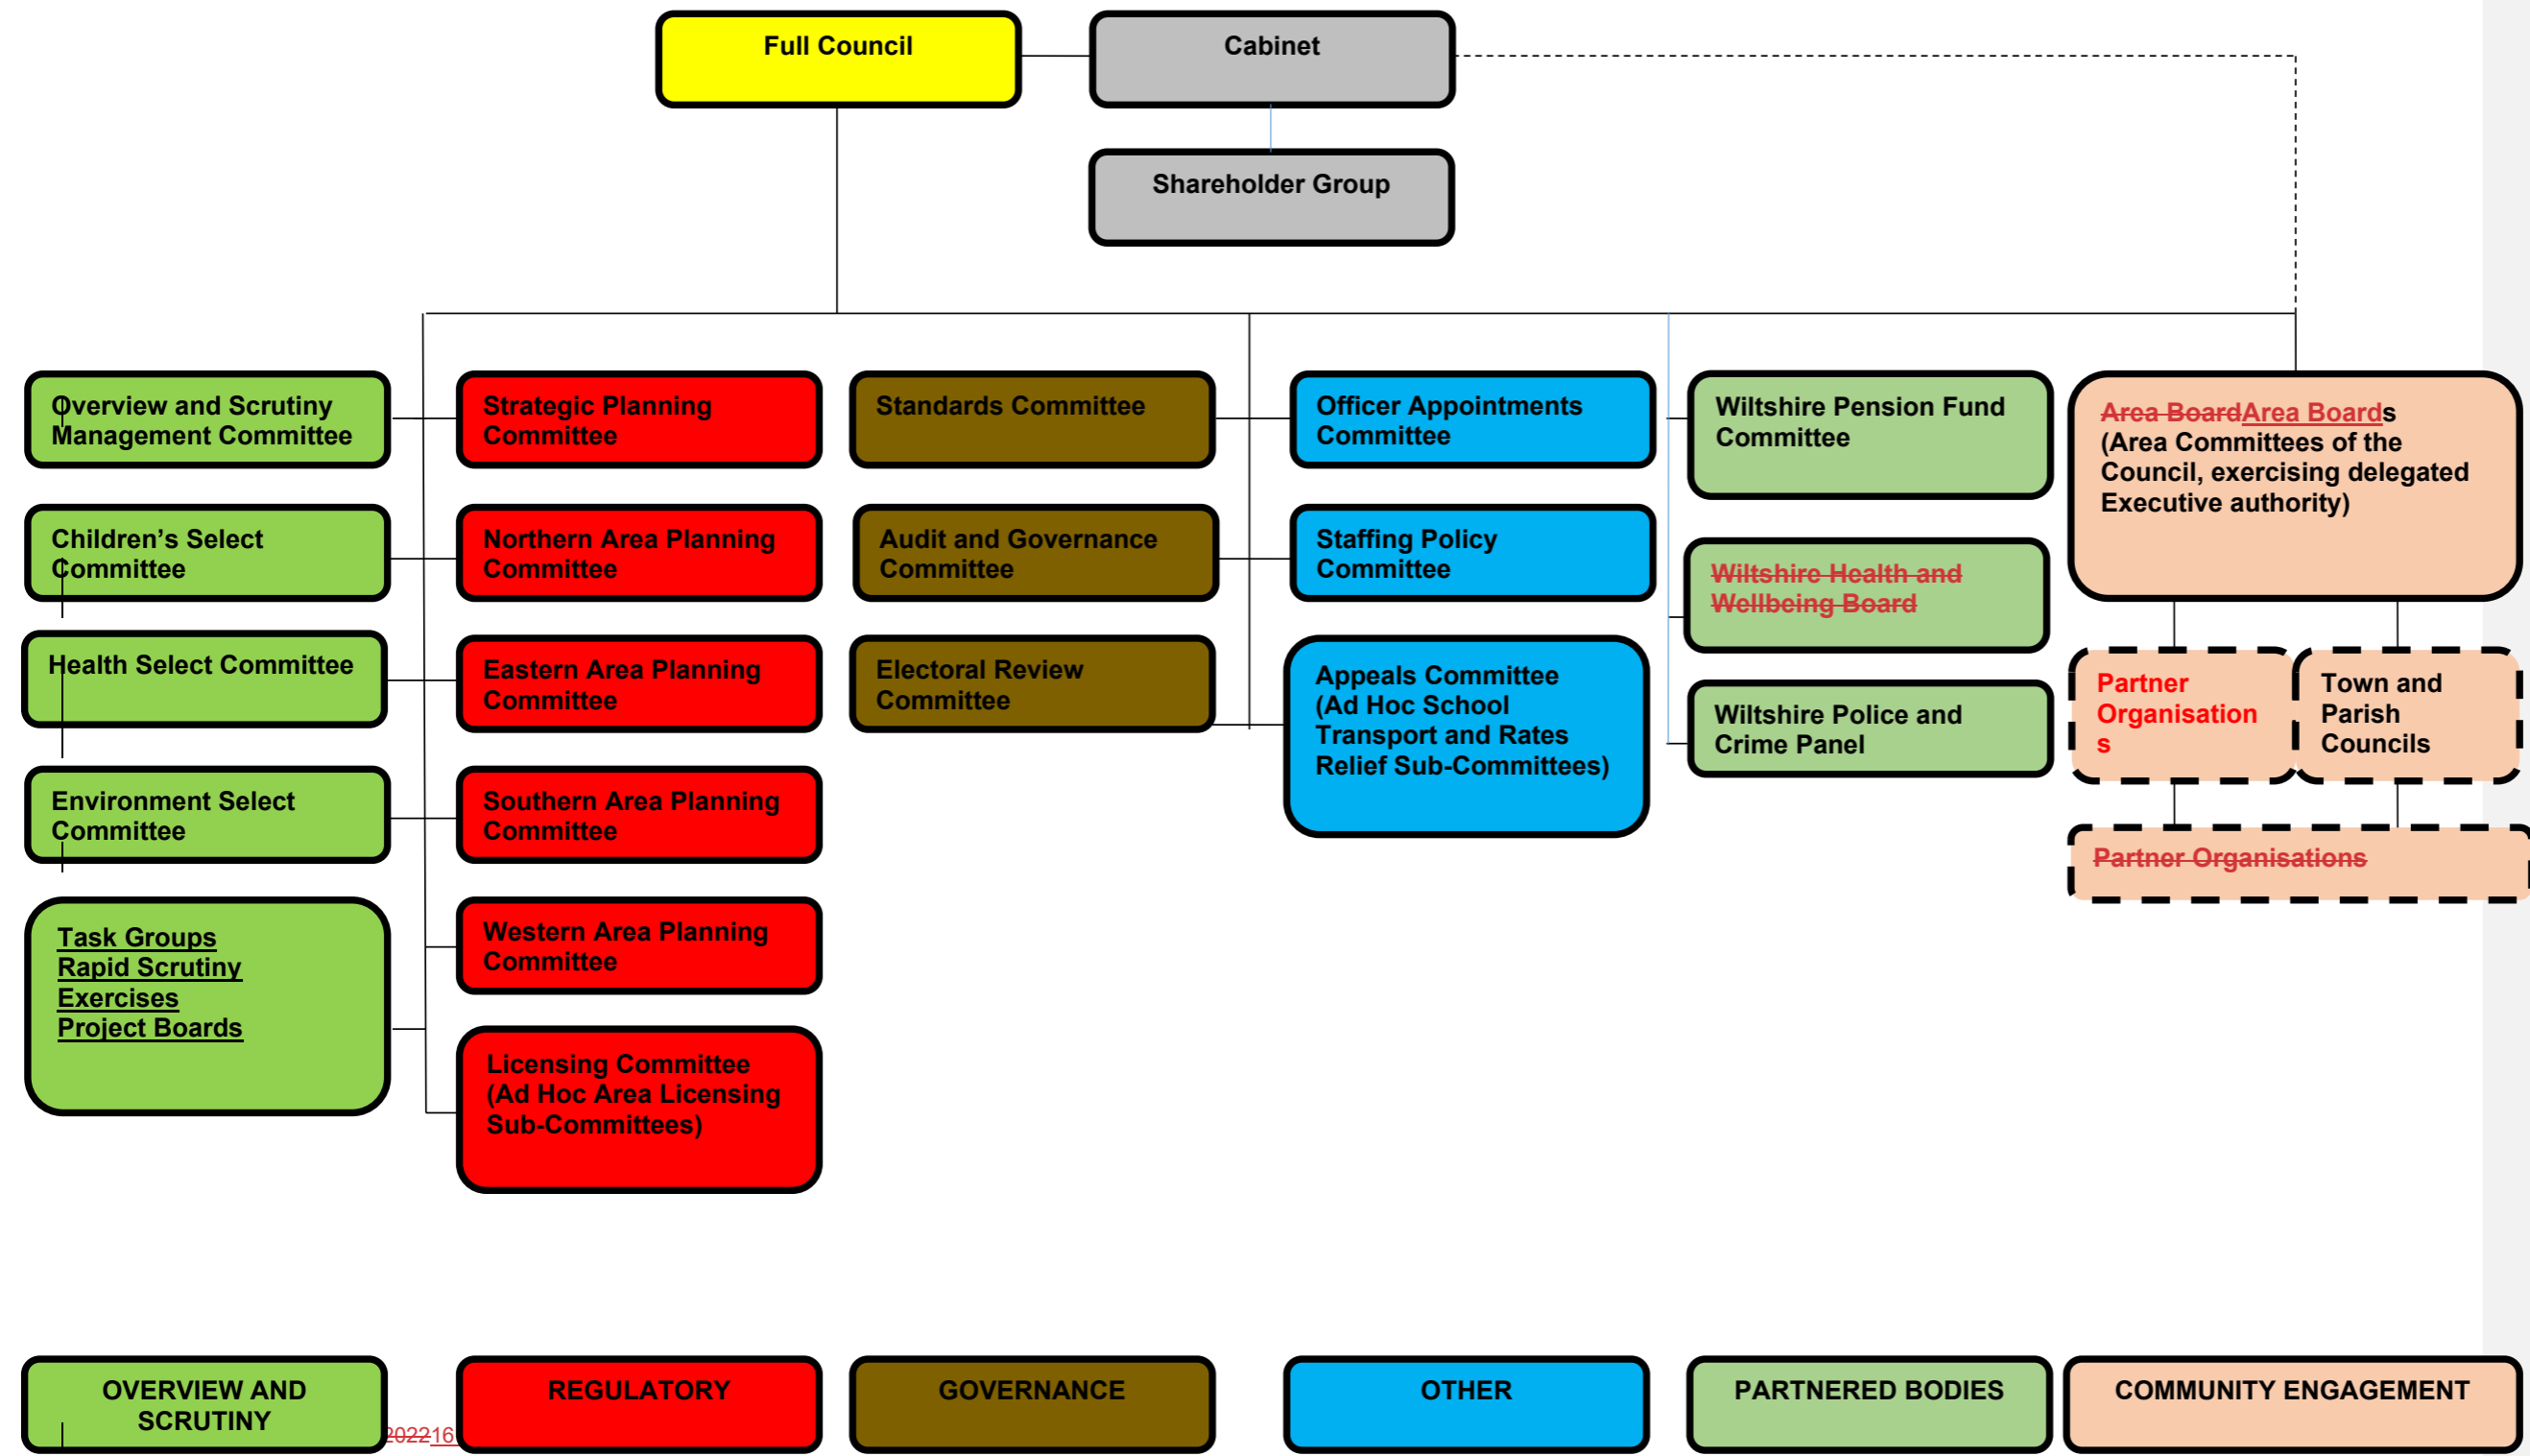 Full Council
Cabinet
Shareholder Group
Overview and Scrutiny
Management Committee
Children’s Select
Committee
Health Select Committee
Environment Select
Committee
Task Groups
Rapid Scrutiny
Exercises
Project Boards
Strategic Planning
Committee
Northern Area Planning
Committee
Eastern Area Planning
Committee
Southern Area Planning
Committee
Western Area Planning
Committee
Licensing Committee
(Ad Hoc Area Licensing
Sub-Committees)
Standards Committee
Audit and Governance
Committee
Electoral Review
Committee
Officer Appointments
Committee
Staffing Policy
Committee
Appeals Committee
(Ad Hoc School
Transport and Rates
Relief Sub-Committees)
Wiltshire Pension Fund
Committee
Wiltshire Health and
Wellbeing Board
Wiltshire Police and
Crime Panel
Area BoardArea Boards
(Area Committees of the
Council, exercising delegated
Executive authority)
Partner
Organisation
s
Town and
Parish
Councils
Partner Organisations
OVERVIEW AND
SCRUTINY
REGULATORY
GOVERNANCE
OTHER
PARTNERED BODIES
COMMUNITY ENGAGEMENT
202216